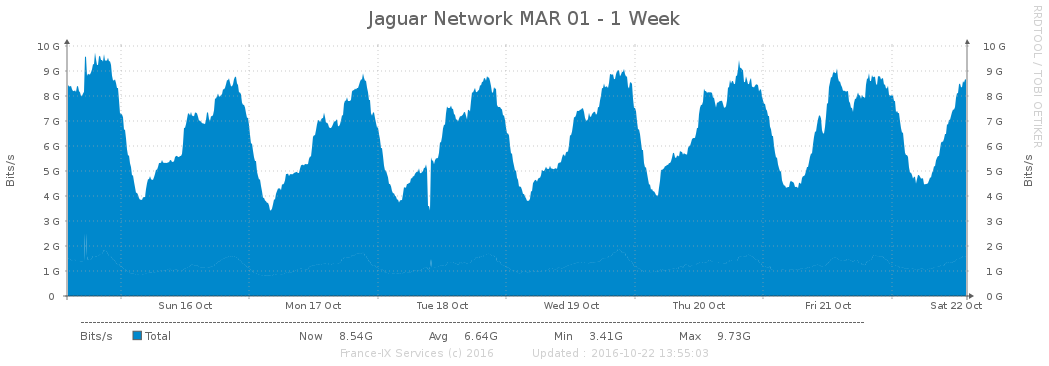 Jaguar Network MAR 01 - 1 Week
RRDTOOL / TOBI OETIKER
Bits/s
10 G
9 G
8 G
7 G
6 G
5 G
4 G
3 G
2 G
1 G
0
10 G
9 G
8 G
7 G
6 G
5 G
4 G
3 G
2 G
1 G
0 G
Bits/s
Sun 16 Oct Mon 17 Oct Tue 18 Oct Wed 19 Oct Thu 20 Oct Fri 21 Oct Sat 22 Oct
Bits/s Total Now 8.54G Avg 6.64G Min 3.41G Max 9.73G
France-IX Services (c) 2016 Updated : 2016-10-22 13:55:03